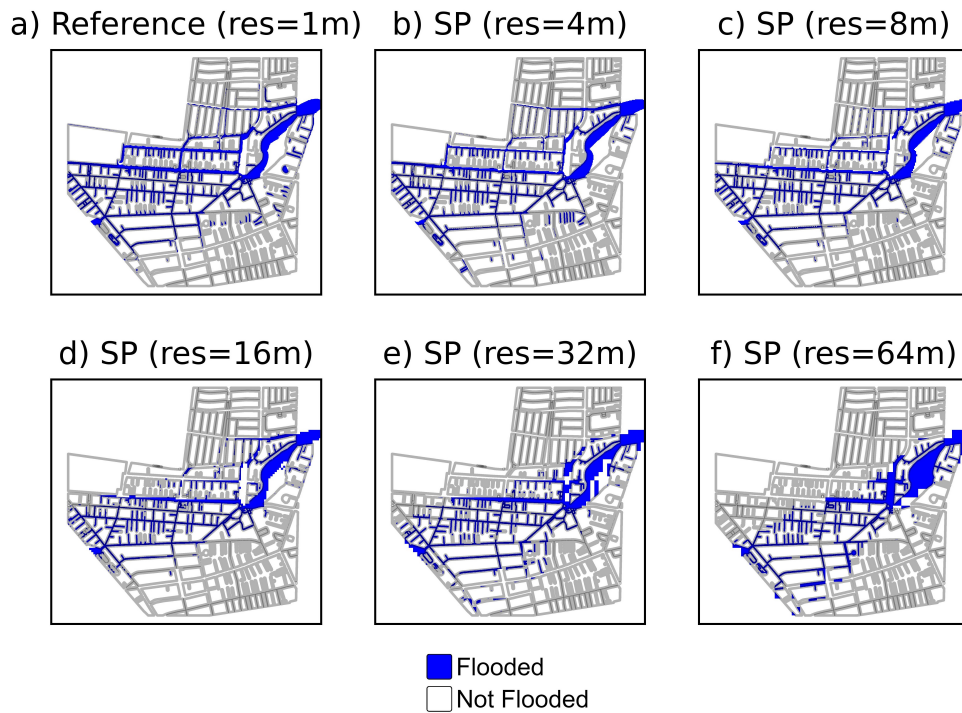 a) Reference (res=1m)
b) SP (res=4m)
c) SP (res=8m)
d) SP (res=16m)
e) SP (res=32m)
f) SP (res=64m)
Flooded
Not Flooded